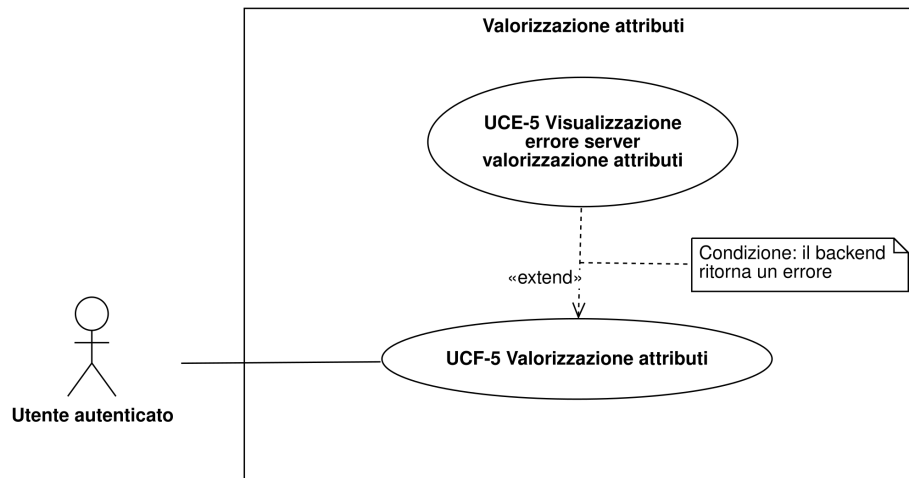 Valorizzazione attributi
UCE-5 Visualizzazione
errore server
valorizzazione attributi
Condizione: il backend
ritorna un errore
«extend»
UCF-5 Valorizzazione attributi
Utente autenticato